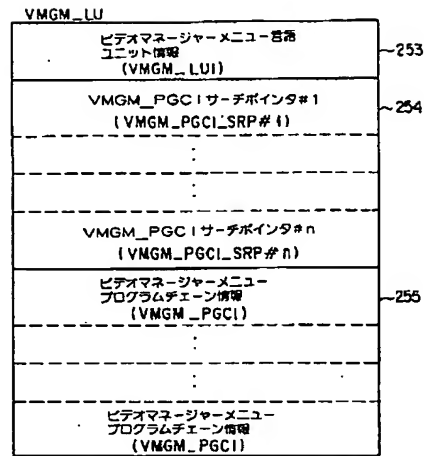 VMGM_LU
ビデオマネージャーメニュー言語
ユニット情報
(VMGM_LUI)
253
VMGM_PGCIサーチポインタ#1
(VMGM_PGCI_SRP#1)
254
VMGM_PGCIサーチポインタ#n
(VMGM_PGCI_SRP#n)
ビデオマネージャーメニュー
プログラムチェーン情報
(VMGM_PGCI)
255
ビデオマネージャーメニュー
プログラムチェーン情報
(VMGM_PGCI)